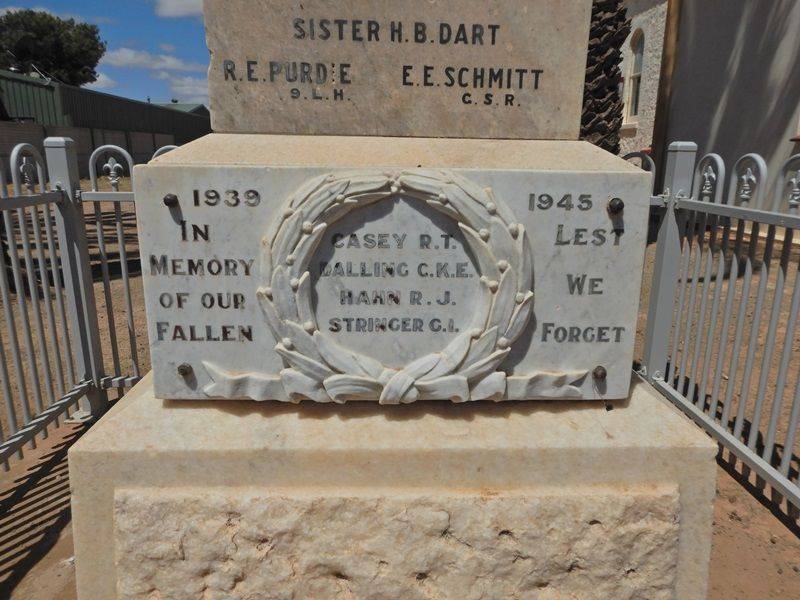 SISTER H.B.DART
R.E.PURDIE E.E.SCHMITT
9.L.H. G.S.R.
1939 1945
IN
MEMORY
OF OUR
FALLEN
CASEY R.T.
DALLING C.K.E.
HAHN R.J.
STRINGER C.I.
LEST
WE
FORGET